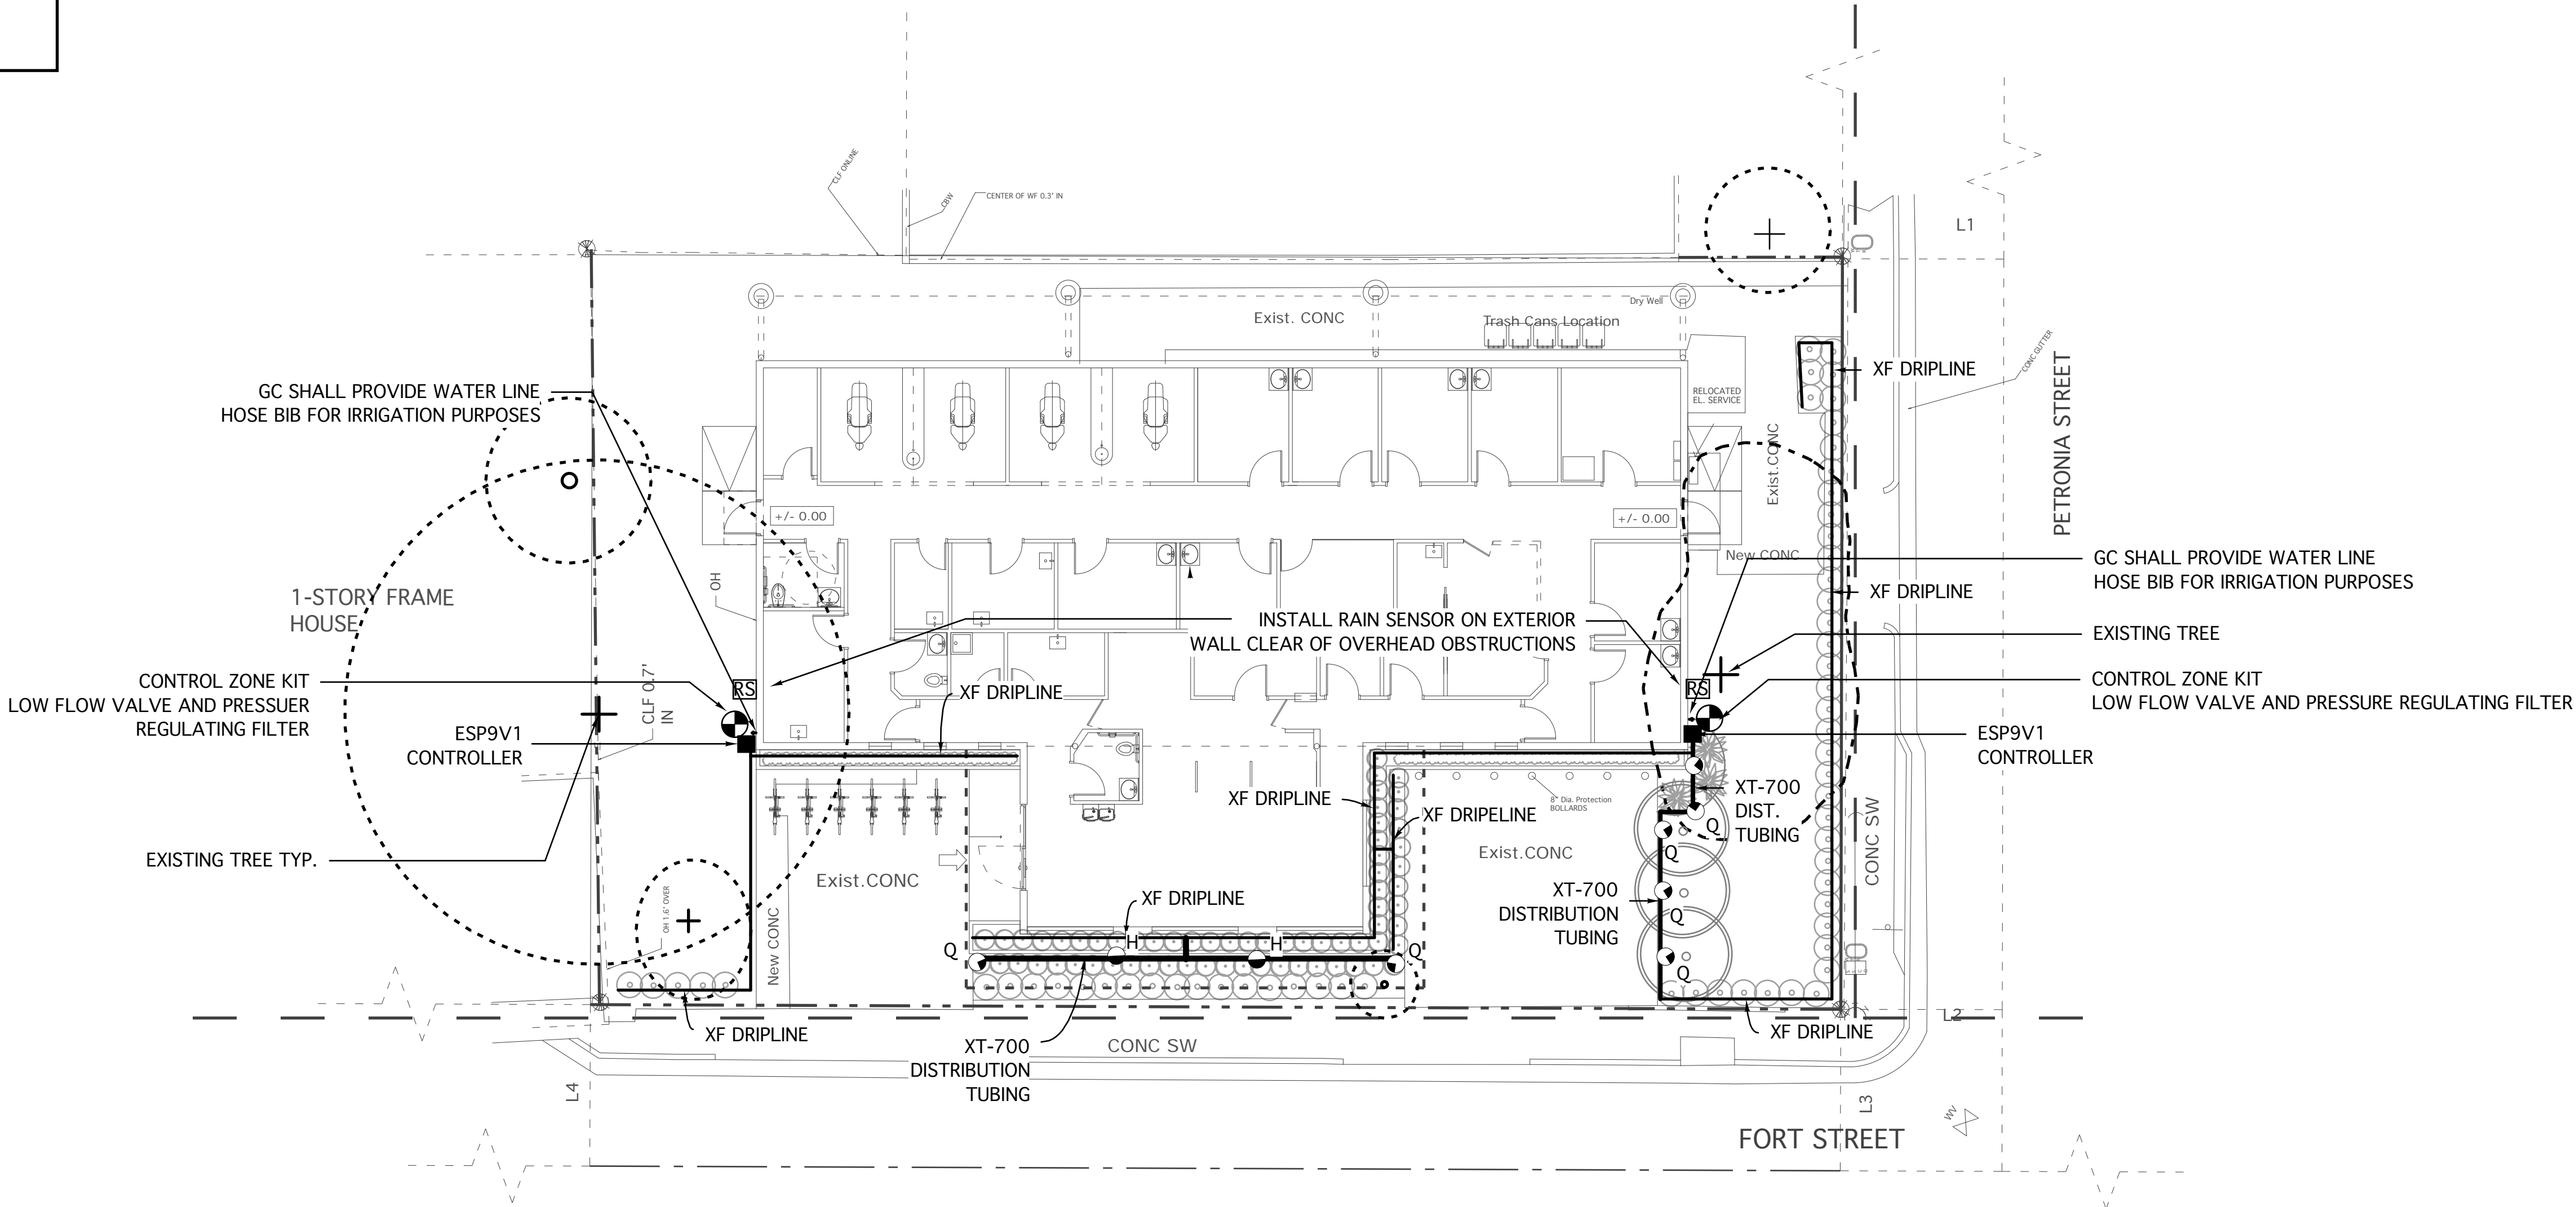 CLF ONLINE
CBW
CENTER OF WF 0.3' IN
L1
Dry Well
Exist. CONC
Trash Cans Location
CONC GUTTER
PETRONIA STREET
XF DRIPLINE
GC SHALL PROVIDE WATER LINE
HOSE BIB FOR IRRIGATION PURPOSES
RELOCATED
EL. SERVICE
Exist.CONC
+/- 0.00
+/- 0.00
New CONC
GC SHALL PROVIDE WATER LINE
HOSE BIB FOR IRRIGATION PURPOSES
OH
1-STORY FRAME
HOUSE
XF DRIPLINE
INSTALL RAIN SENSOR ON EXTERIOR
WALL CLEAR OF OVERHEAD OBSTRUCTIONS
EXISTING TREE
CONTROL ZONE KIT
LOW FLOW VALVE AND PRESSUER
REGULATING FILTER
CLF 0.7'
IN
RS
XF DRIPLINE
RS
CONTROL ZONE KIT
LOW FLOW VALVE AND PRESSURE REGULATING FILTER
ESP9V1
CONTROLLER
ESP9V1
CONTROLLER
XF DRIPLINE
8" Dia. Protection
BOLLARDS
XT-700
DIST.
TUBING
XF DRIPELINE
Q
CONC SW
EXISTING TREE TYP.
Exist.CONC
Exist.CONC
Q
OH 1.6' OVER
New CONC
XF DRIPLINE
XT-700
DISTRIBUTION
TUBING
Q
H
H
Q
Q
Q
XF DRIPLINE
XT-700
DISTRIBUTION
TUBING
CONC SW
XF DRIPLINE
L2
L4
L3
WV
FORT STREET